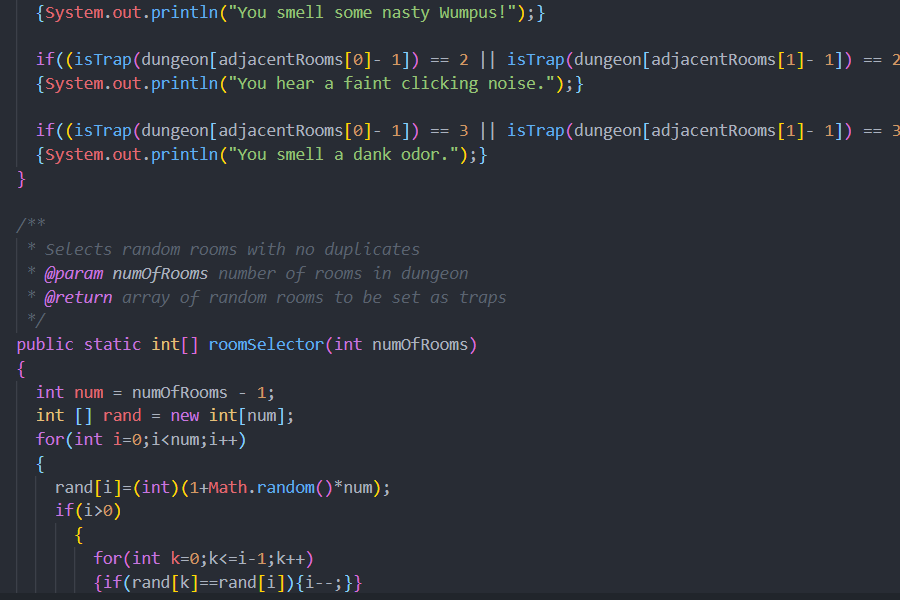 {System.out.println("You smell some nasty Wumpus!");}
if((isTrap(dungeon[adjacentRooms[0]- 1]) == 2 || isTrap(dungeon[adjacentRooms[1]- 1]) == 2
{System.out.println("You hear a faint clicking noise.");}
if((isTrap(dungeon[adjacentRooms[0]- 1]) == 3 || isTrap(dungeon[adjacentRooms[1]- 1]) == 3
{System.out.println("You smell a dank odor.");}
}
/**
* Selects random rooms with no duplicates
* @param numOfRooms number of rooms in dungeon
* @return array of random rooms to be set as traps
*/
public static int[] roomSelector(int numOfRooms)
{
int num = numOfRooms - 1;
int [] rand = new int[num];
for(int i=0;i<num;i++)
{
rand[i]=(int)(1+Math.random()*num);
if(i>0)
{
for(int k=0;k<=i-1;k++)
{if(rand[k]==rand[i]){i--;}}